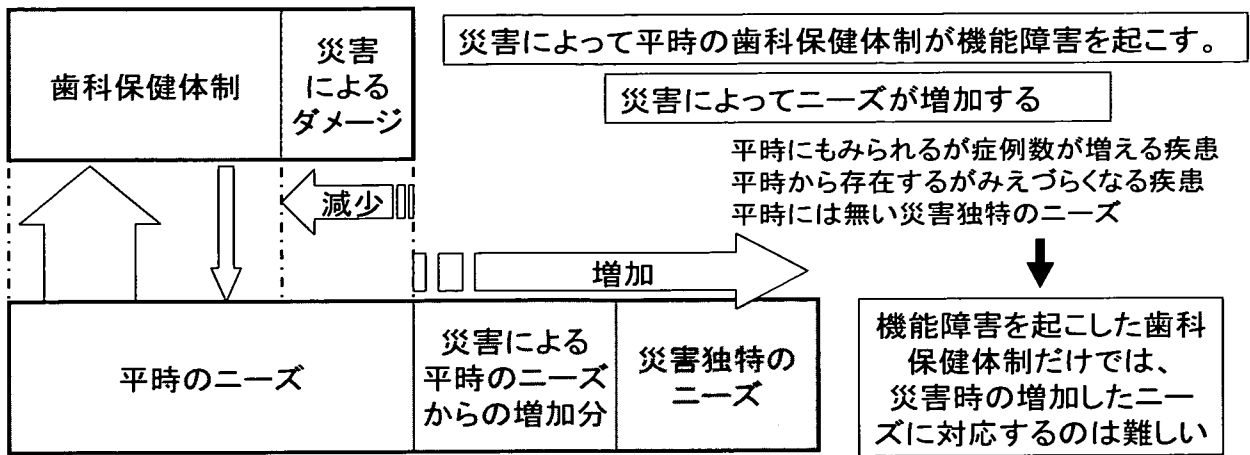 歯科保健体制
災害
による
ダメージ
災害によって平時の歯科保健体制が機能障害を起こす。
災害によってニーズが増加する
平時にもみられるが症例数が増える疾患
平時から存在するがみえづらくなる疾患
平時には無い災害独特のニーズ
減少
増加
平時のニーズ
災害による
平時のニーズ
からの増加分
災害独特の
ニーズ
機能障害を起こした歯科
保健体制だけでは、
災害時の増加したニー
ズに対応するのは難しい